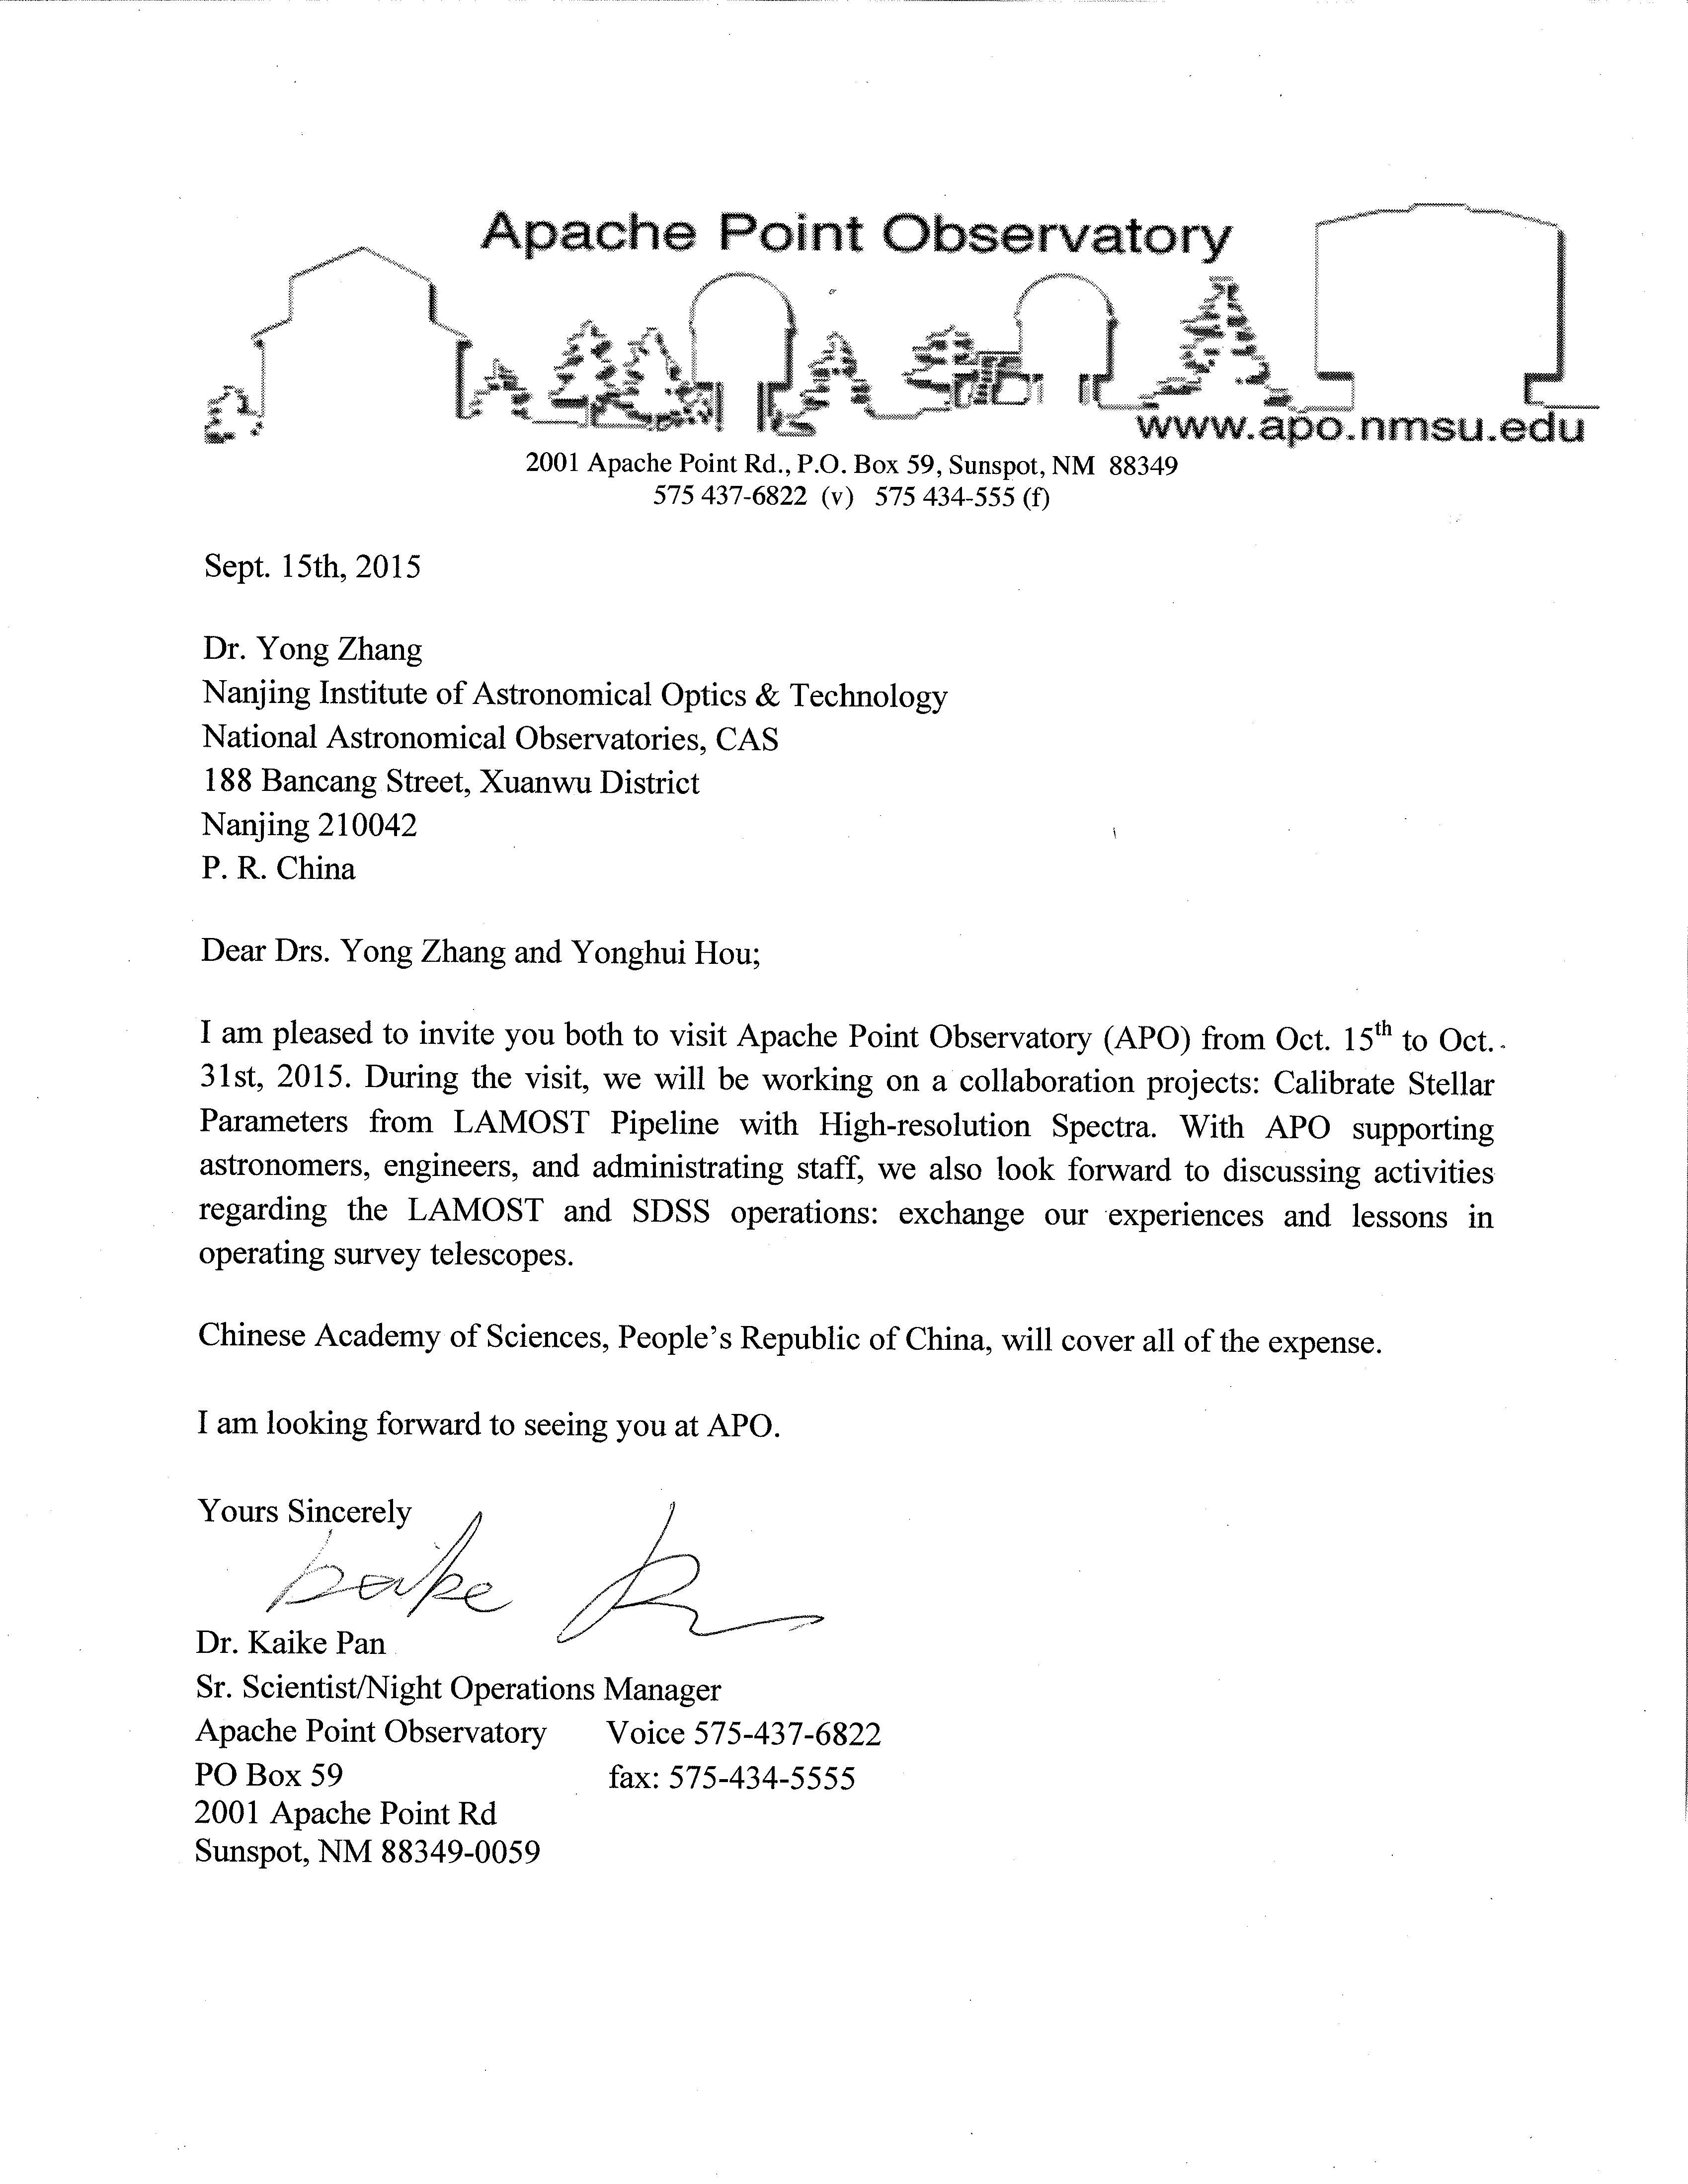 Apache Point Observatory
www.apo.nmsu.edu
2001 Apache Point Rd., P.O. Box 59, Sunspot, NM 88349
575 437-6822 (v) 575 434-555 (f)
Sept. 15th, 2015
Dr. Yong Zhang
Nanjing Institute of Astronomical Optics & Technology
National Astronomical Observatories, CAS
188 Bancang Street, Xuanwu District
Nanjing 210042
P. R. China
Dear Drs. Yong Zhang and Yonghui Hou;
I am pleased to invite you both to visit Apache Point Observatory (APO) from Oct. 15th to Oct.
31st, 2015. During the visit, we will be working on a collaboration projects: Calibrate Stellar
Parameters from LAMOST Pipeline with High-resolution Spectra. With APO supporting
astronomers, engineers, and administrating staff, we also look forward to discussing activities
regarding the LAMOST and SDSS operations: exchange our experiences and lessons in
operating survey telescopes.
Chinese Academy of Sciences, People's Republic of China, will cover all of the expense.
I am looking forward to seeing you at APO.
Yours Sincerely
Kaike Pan
Dr. Kaike Pan
Sr. Scientist/Night Operations Manager
Apache Point Observatory Voice 575-437-6822
PO Box 59 fax: 575-434-5555
2001 Apache Point Rd
Sunspot, NM 88349-0059